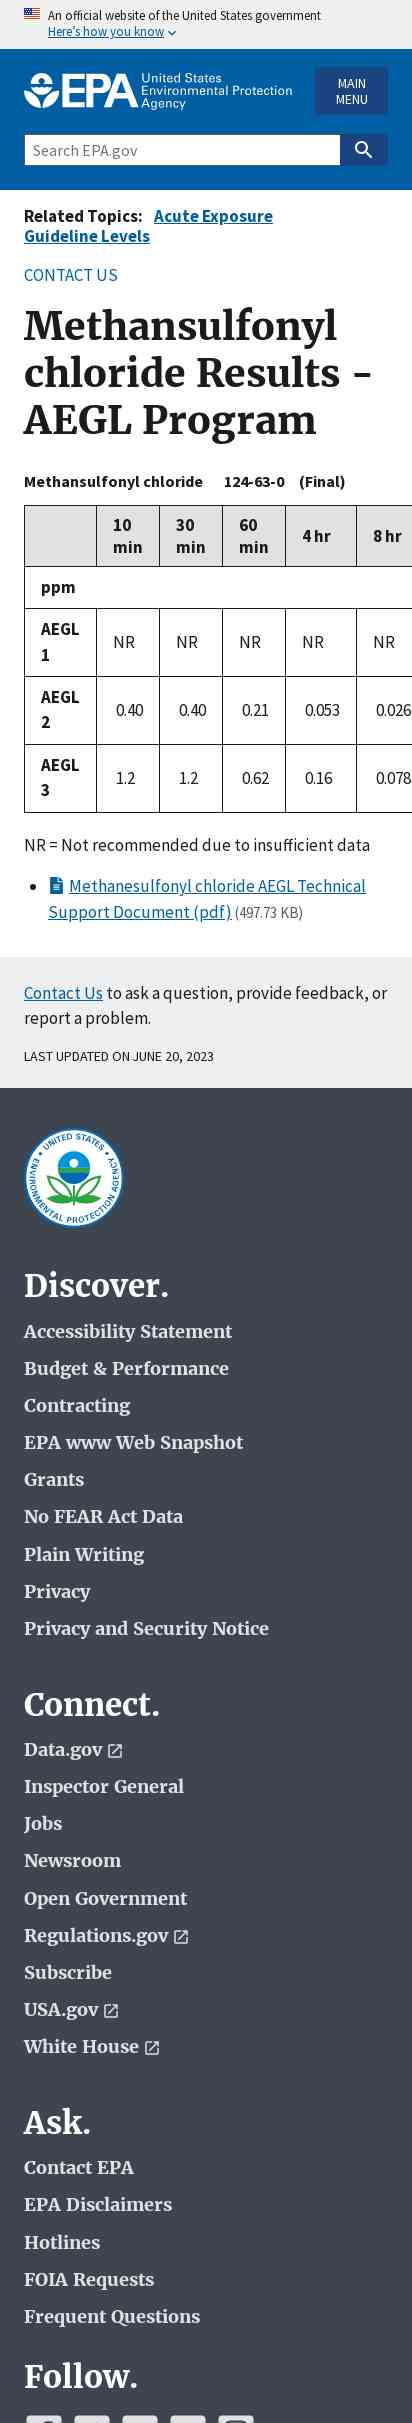 An official website of the United States government
Here's how you know
EPA United States
Environmental Protection
Agency
MAIN
MENU
Search EPA.gov
Related Topics: Acute Exposure
Guideline Levels
CONTACT US
Methansulfonyl
chloride Results -
AEGL Program
Methansulfonyl chloride 124-63-0 (Final)
10 min 30 min 60 min 4 hr 8 hr
ppm
AEGL 1 NR NR NR NR NR
AEGL 2 0.40 0.40 0.21 0.053 0.026
AEGL 3 1.2 1.2 0.62 0.16 0.078
NR = Not recommended due to insufficient data
Methanesulfonyl chloride AEGL Technical
Support Document (pdf) (497.73 KB)
Contact Us to ask a question, provide feedback, or
report a problem.
LAST UPDATED ON JUNE 20, 2023
UNITED STATES
ENVIRONMENTAL PROTECTION AGENCY
Discover.
Accessibility Statement
Budget & Performance
Contracting
EPA www Web Snapshot
Grants
No FEAR Act Data
Plain Writing
Privacy
Privacy and Security Notice
Connect.
Data.gov
Inspector General
Jobs
Newsroom
Open Government
Regulations.gov
Subscribe
USA.gov
White House
Ask.
Contact EPA
EPA Disclaimers
Hotlines
FOIA Requests
Frequent Questions
Follow.